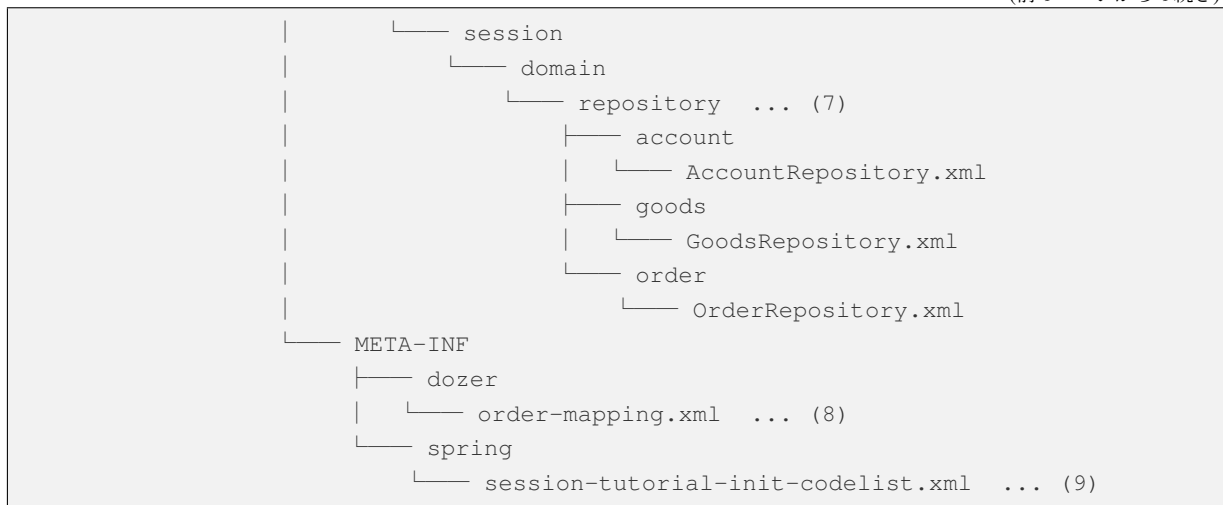 │       └── session
│           └── domain
│               └── repository  ... (7)
│                   ├── account
│                   │   └── AccountRepository.xml
│                   ├── goods
│                   │   └── GoodsRepository.xml
│                   └── order
│                       └── OrderRepository.xml
└── META-INF
    ├── dozer
    │   └── order-mapping.xml  ... (8)
    └── spring
        └── session-tutorial-init-codelist.xml  ... (9)